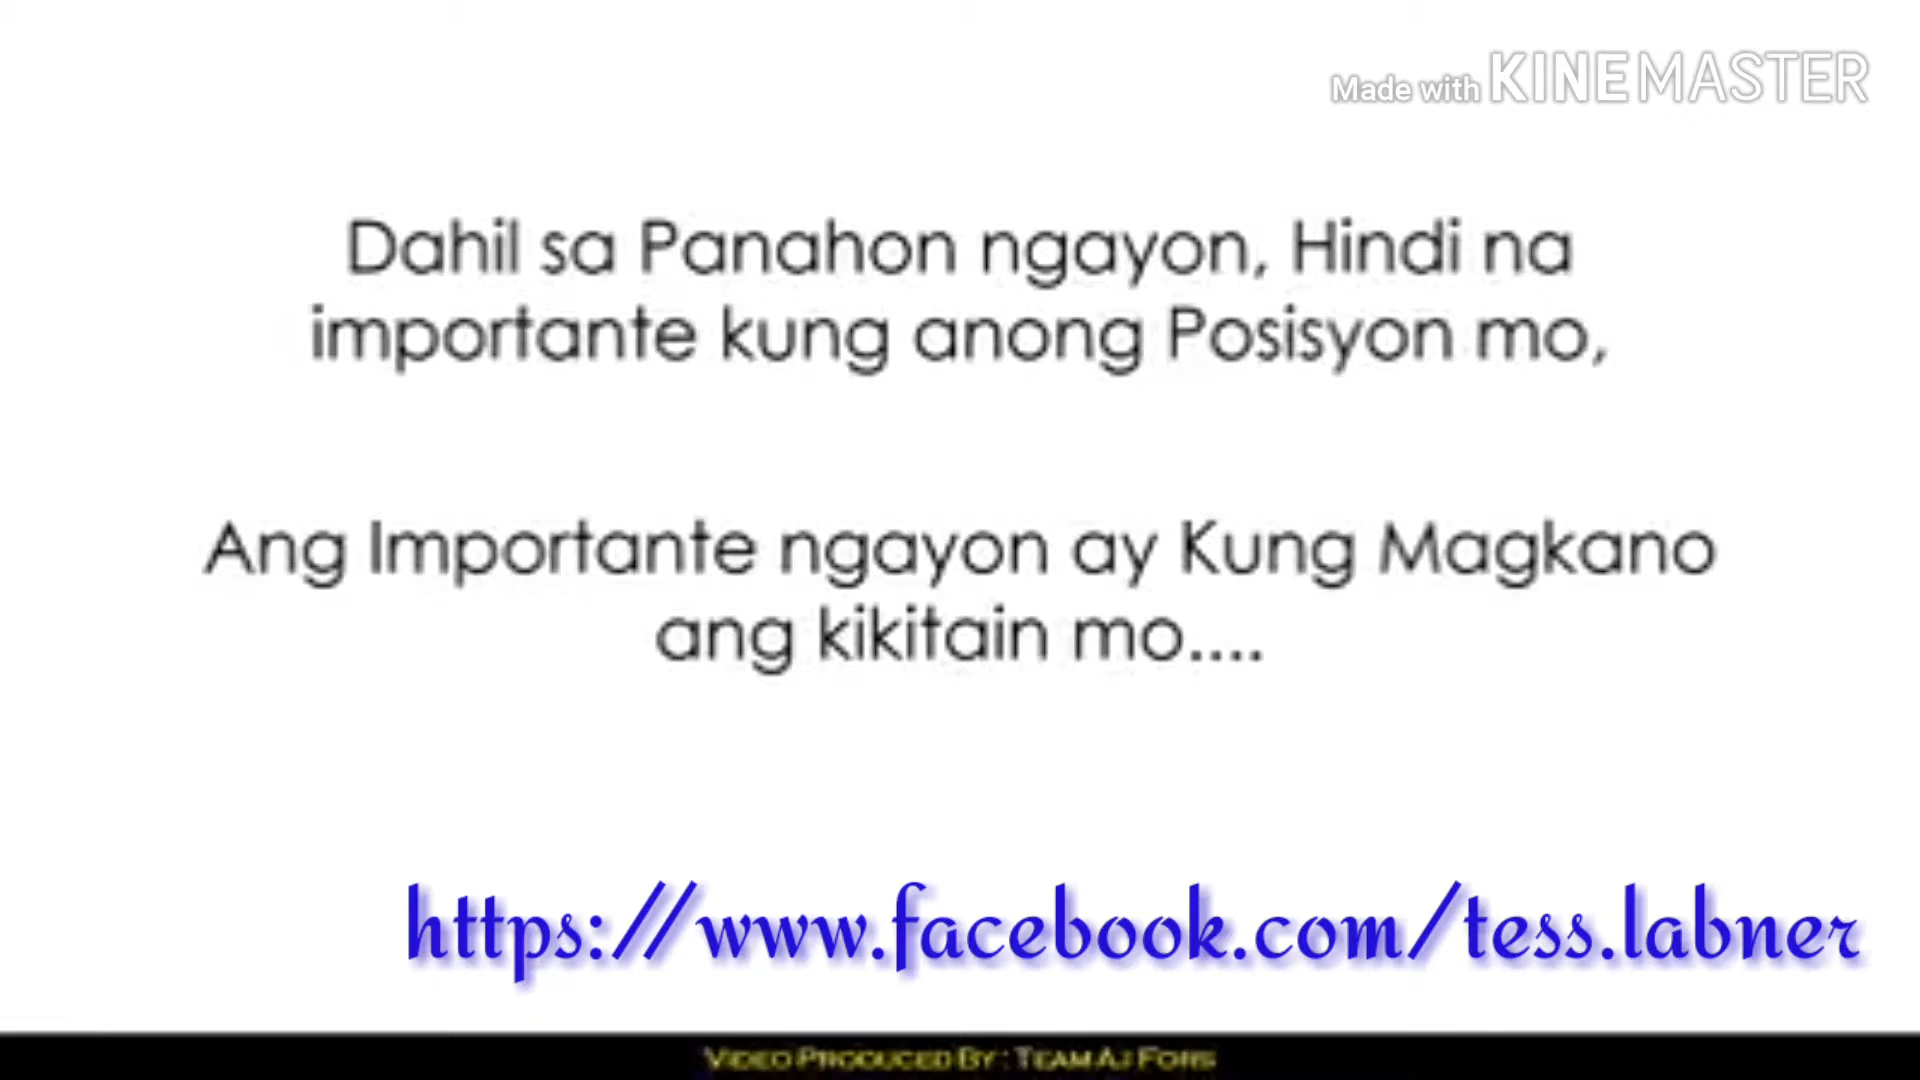 Made with KINEMASTER
Dahil sa Panahon ngayon, Hindi na
importante kung anong Posisyon mo,
Ang Importante ngayon ay Kung Magkano
ang kikitain mo....
https://www.facebook.com/tess.labner
VIDEO PRODUCED BY : TEAM AJ FORS